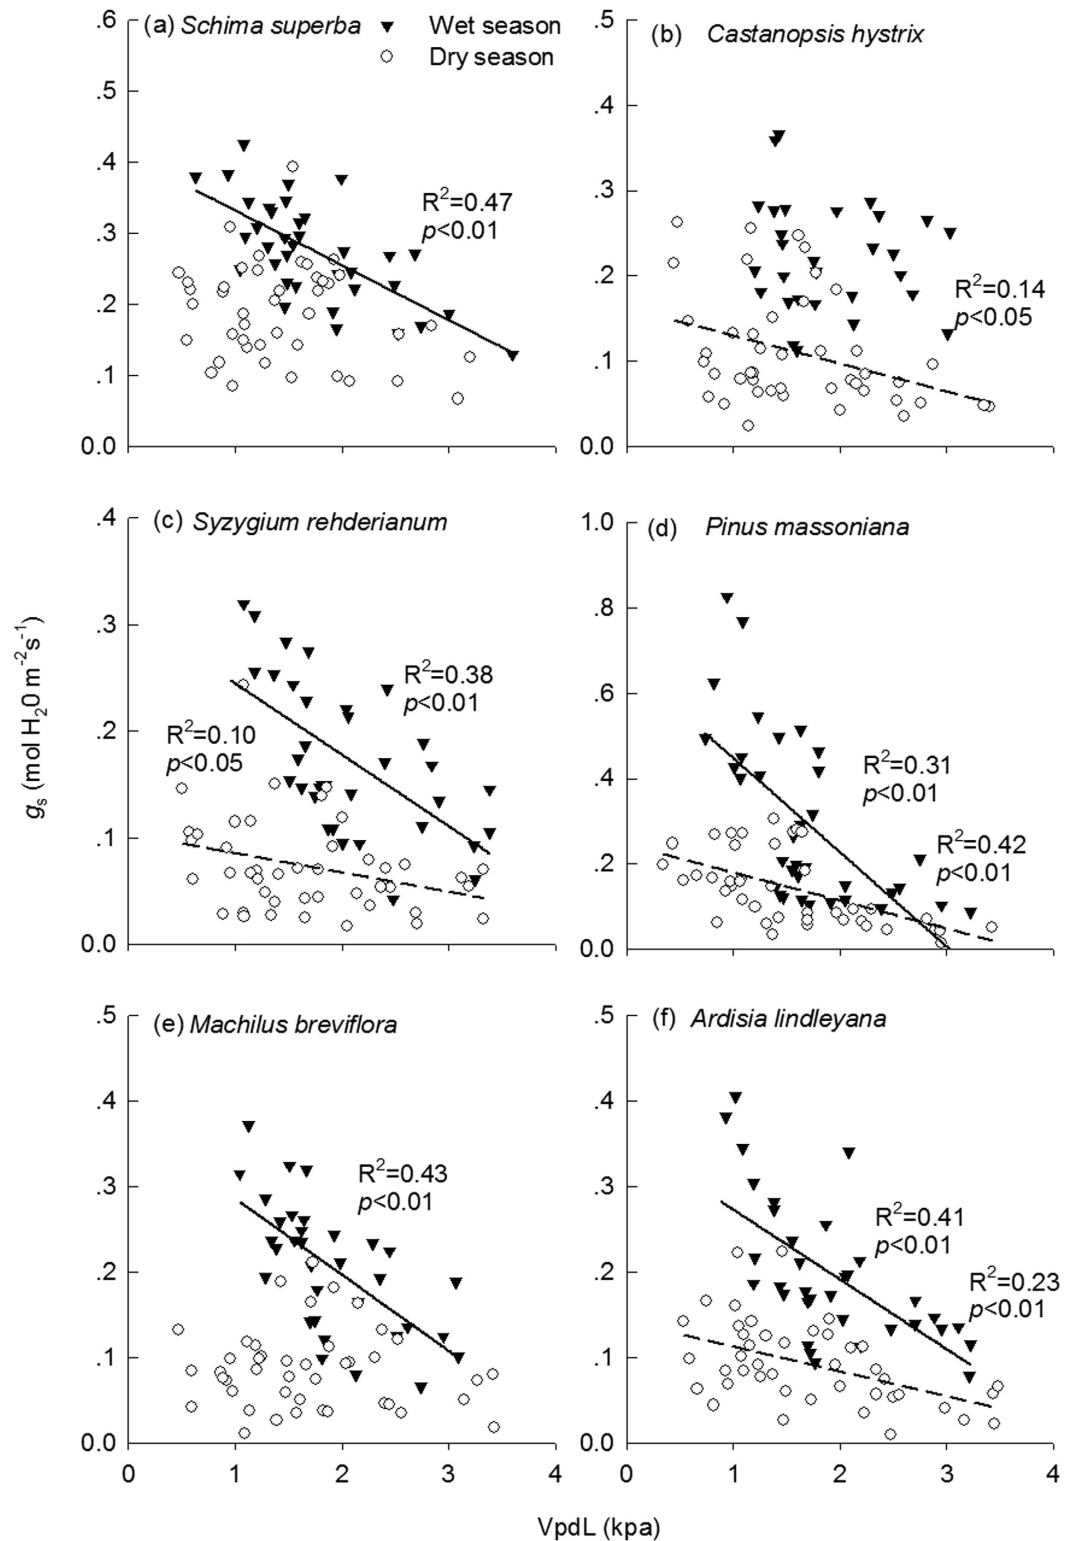 (a) Schima superba
Wet season
Dry season
.6
.5
.4
.3
.2
.1
0.0
R²=0.47
p<0.01
(b) Castanopsis hystrix
.5
.4
.3
.2
.1
0.0
R²=0.14
p<0.05
(c) Syzygium rehderianum
.4
.3
.2
.1
0.0
R²=0.38
p<0.01
R²=0.10
p<0.05
(d) Pinus massoniana
1.0
.8
.6
.4
.2
0.0
R²=0.31
p<0.01
R²=0.42
p<0.01
gs (mol H₂0 m⁻²s⁻¹)
(e) Machilus breviflora
.5
.4
.3
.2
.1
0.0
R²=0.43
p<0.01
0 1 2 3 4
(f) Ardisia lindleyana
.5
.4
.3
.2
.1
0.0
R²=0.41
p<0.01
R²=0.23
p<0.01
0 1 2 3 4
VpdL (kpa)